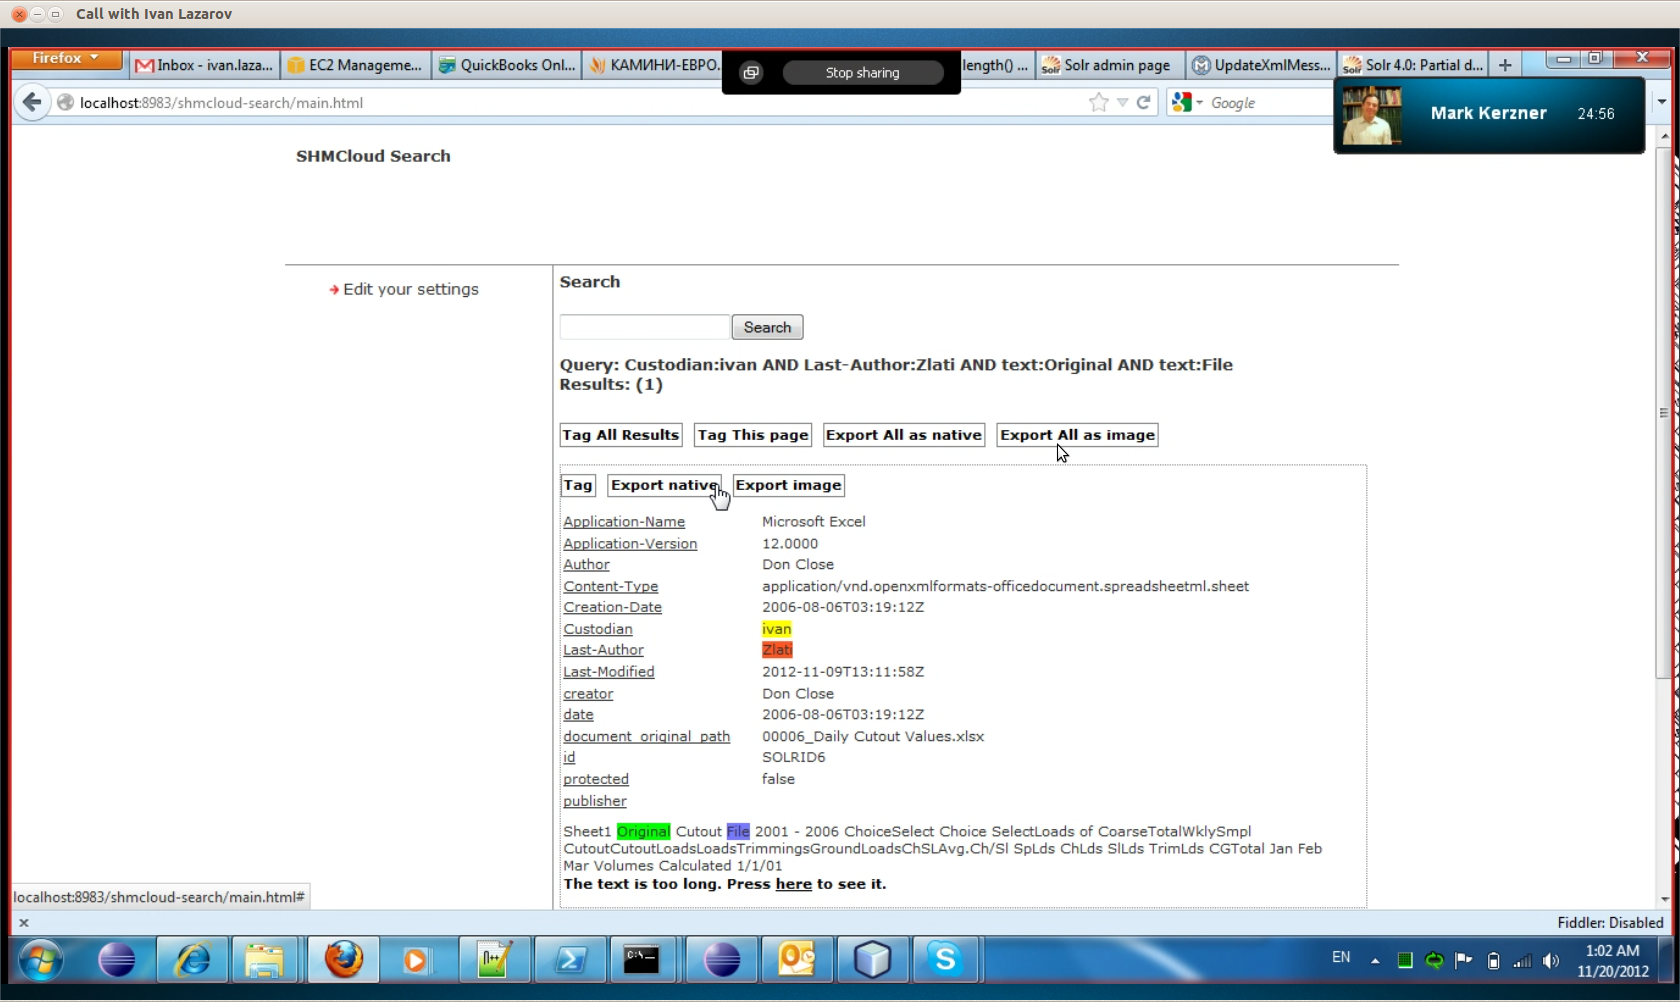 Call with Ivan Lazarov
Firefox
Inbox - ivan.laza...
EC2 Manageme...
QuickBooks Onl...
КАМИНИ-ЕВРО.
Stop sharing
length() ...
Solr admin page
UpdateXmlMess...
Solr 4.0: Partial d...
localhost:8983/shmcloud-search/main.html
Google
Mark Kerzner 24:56
SHMCloud Search
Edit your settings
Search
Search
Query: Custodian:ivan AND Last-Author:Zlati AND text:Original AND text:File
Results: (1)
Tag All Results Tag This page Export All as native Export All as image
Tag Export native Export image
Application-Name Microsoft Excel
Application-Version 12.0000
Author Don Close
Content-Type application/vnd.openxmlformats-officedocument.spreadsheetml.sheet
Creation-Date 2006-08-06T03:19:12Z
Custodian ivan
Last-Author Zlati
Last-Modified 2012-11-09T13:11:58Z
creator Don Close
date 2006-08-06T03:19:12Z
document_original_path 00006_Daily Cutout Values.xlsx
id SOLRID6
protected false
publisher
Sheet1 Original Cutout File 2001 - 2006 ChoiceSelect Choice SelectLoads of CoarseTotalWklySmpl
CutoutCutoutLoadsLoadsTrimmingsGroundLoadsChSLAvg.Ch/Sl SpLds ChLds SlLds TrimLds CGTotal Jan Feb
Mar Volumes Calculated 1/1/01
The text is too long. Press here to see it.
localhost:8983/shmcloud-search/main.html#
Fiddler: Disabled
EN
1:02 AM
11/20/2012